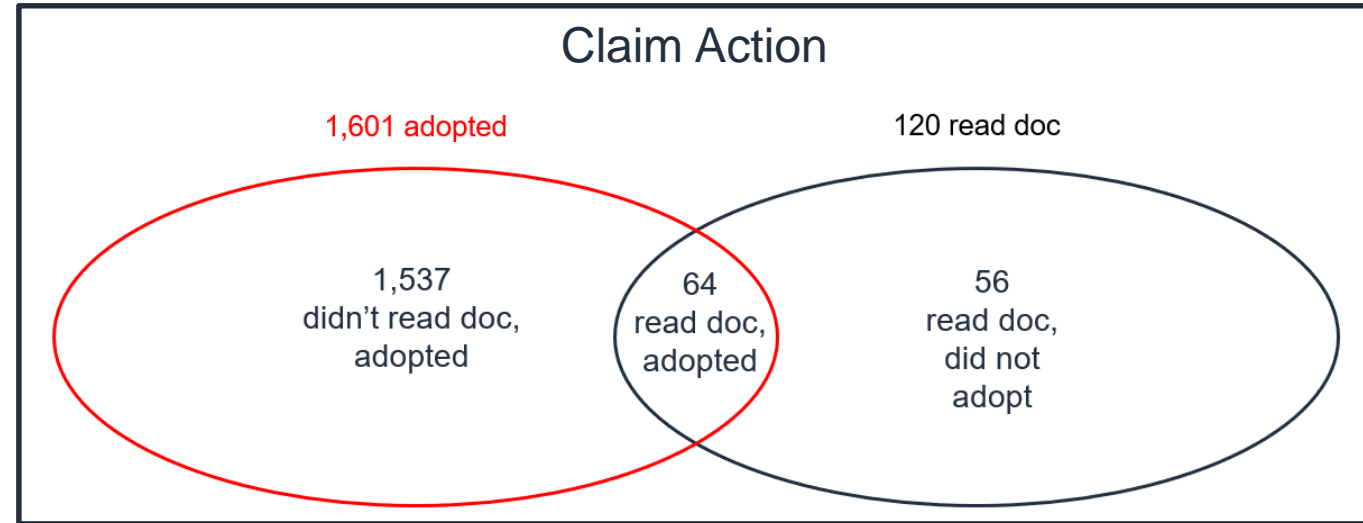 Claim Action
1,601 adopted
120 read doc
1,537
didn’t read doc,
adopted
64
read doc,
adopted
56
read doc,
did not
adopt